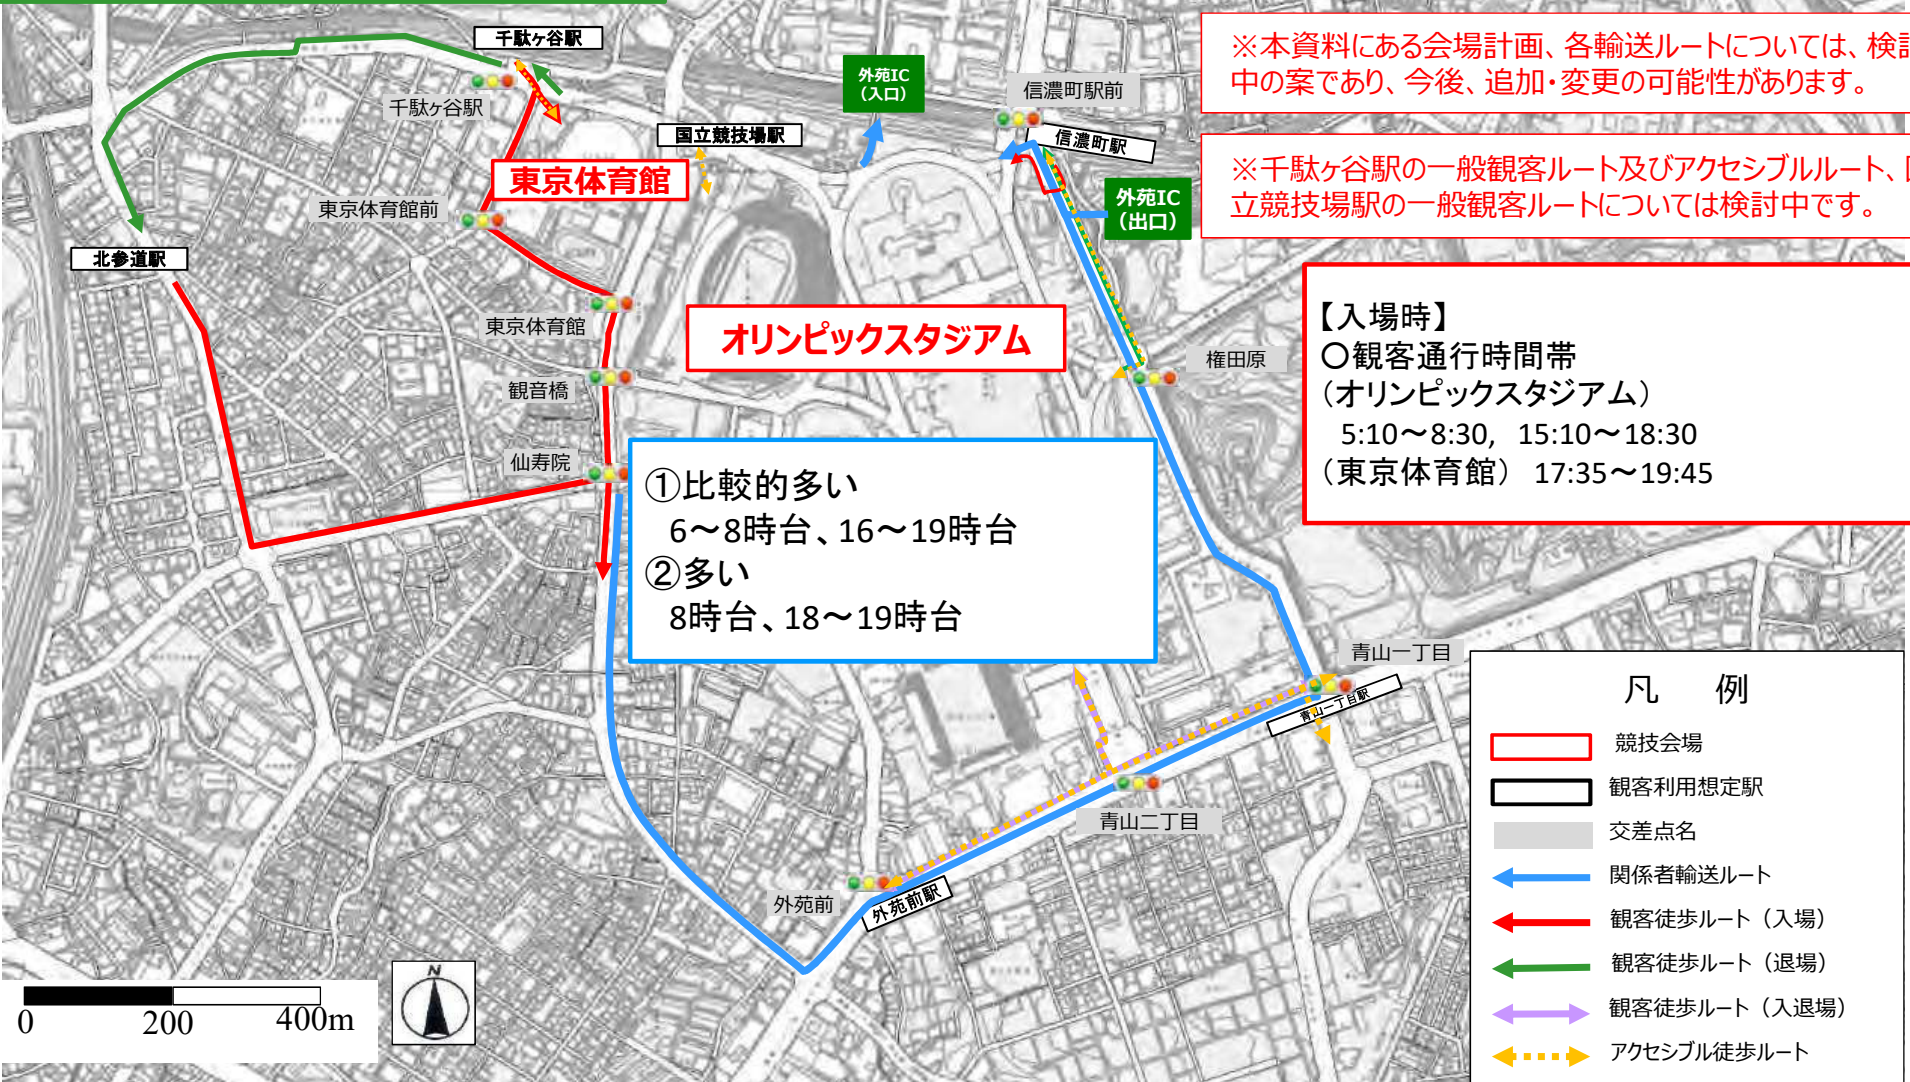 ※本資料にある会場計画、各輸送ルートについては、検討
中の案であり、今後、追加・変更の可能性があります。
※千駄ヶ谷駅の一般観客ルート及びアクセシブルルート、
立競技場駅の一般観客ルートについては検討中です。
千駄ヶ谷駅
千駄ヶ谷駅
外苑IC
（入口）
信濃町駅前
国立競技場駅
信濃町駅
東京体育館
外苑IC
（出口）
東京体育館前
北参道駅
東京体育館
オリンピックスタジアム
権田原
観音橋
仙寿院
【入場時】
〇観客通行時間帯
（オリンピックスタジアム）
5:10～8:30, 15:10～18:30
（東京体育館） 17:35～19:45
①比較的多い
6～8時台、16～19時台
②多い
8時台、18～19時台
青山一丁目
青山一丁目駅
青山二丁目
外苑前
外苑前駅
凡 例
競技会場
観客利用想定駅
交差点名
関係者輸送ルート
観客徒歩ルート（入場）
観客徒歩ルート（退場）
観客徒歩ルート（入退場）
アクセシブル徒歩ルート
0 200 400m
N